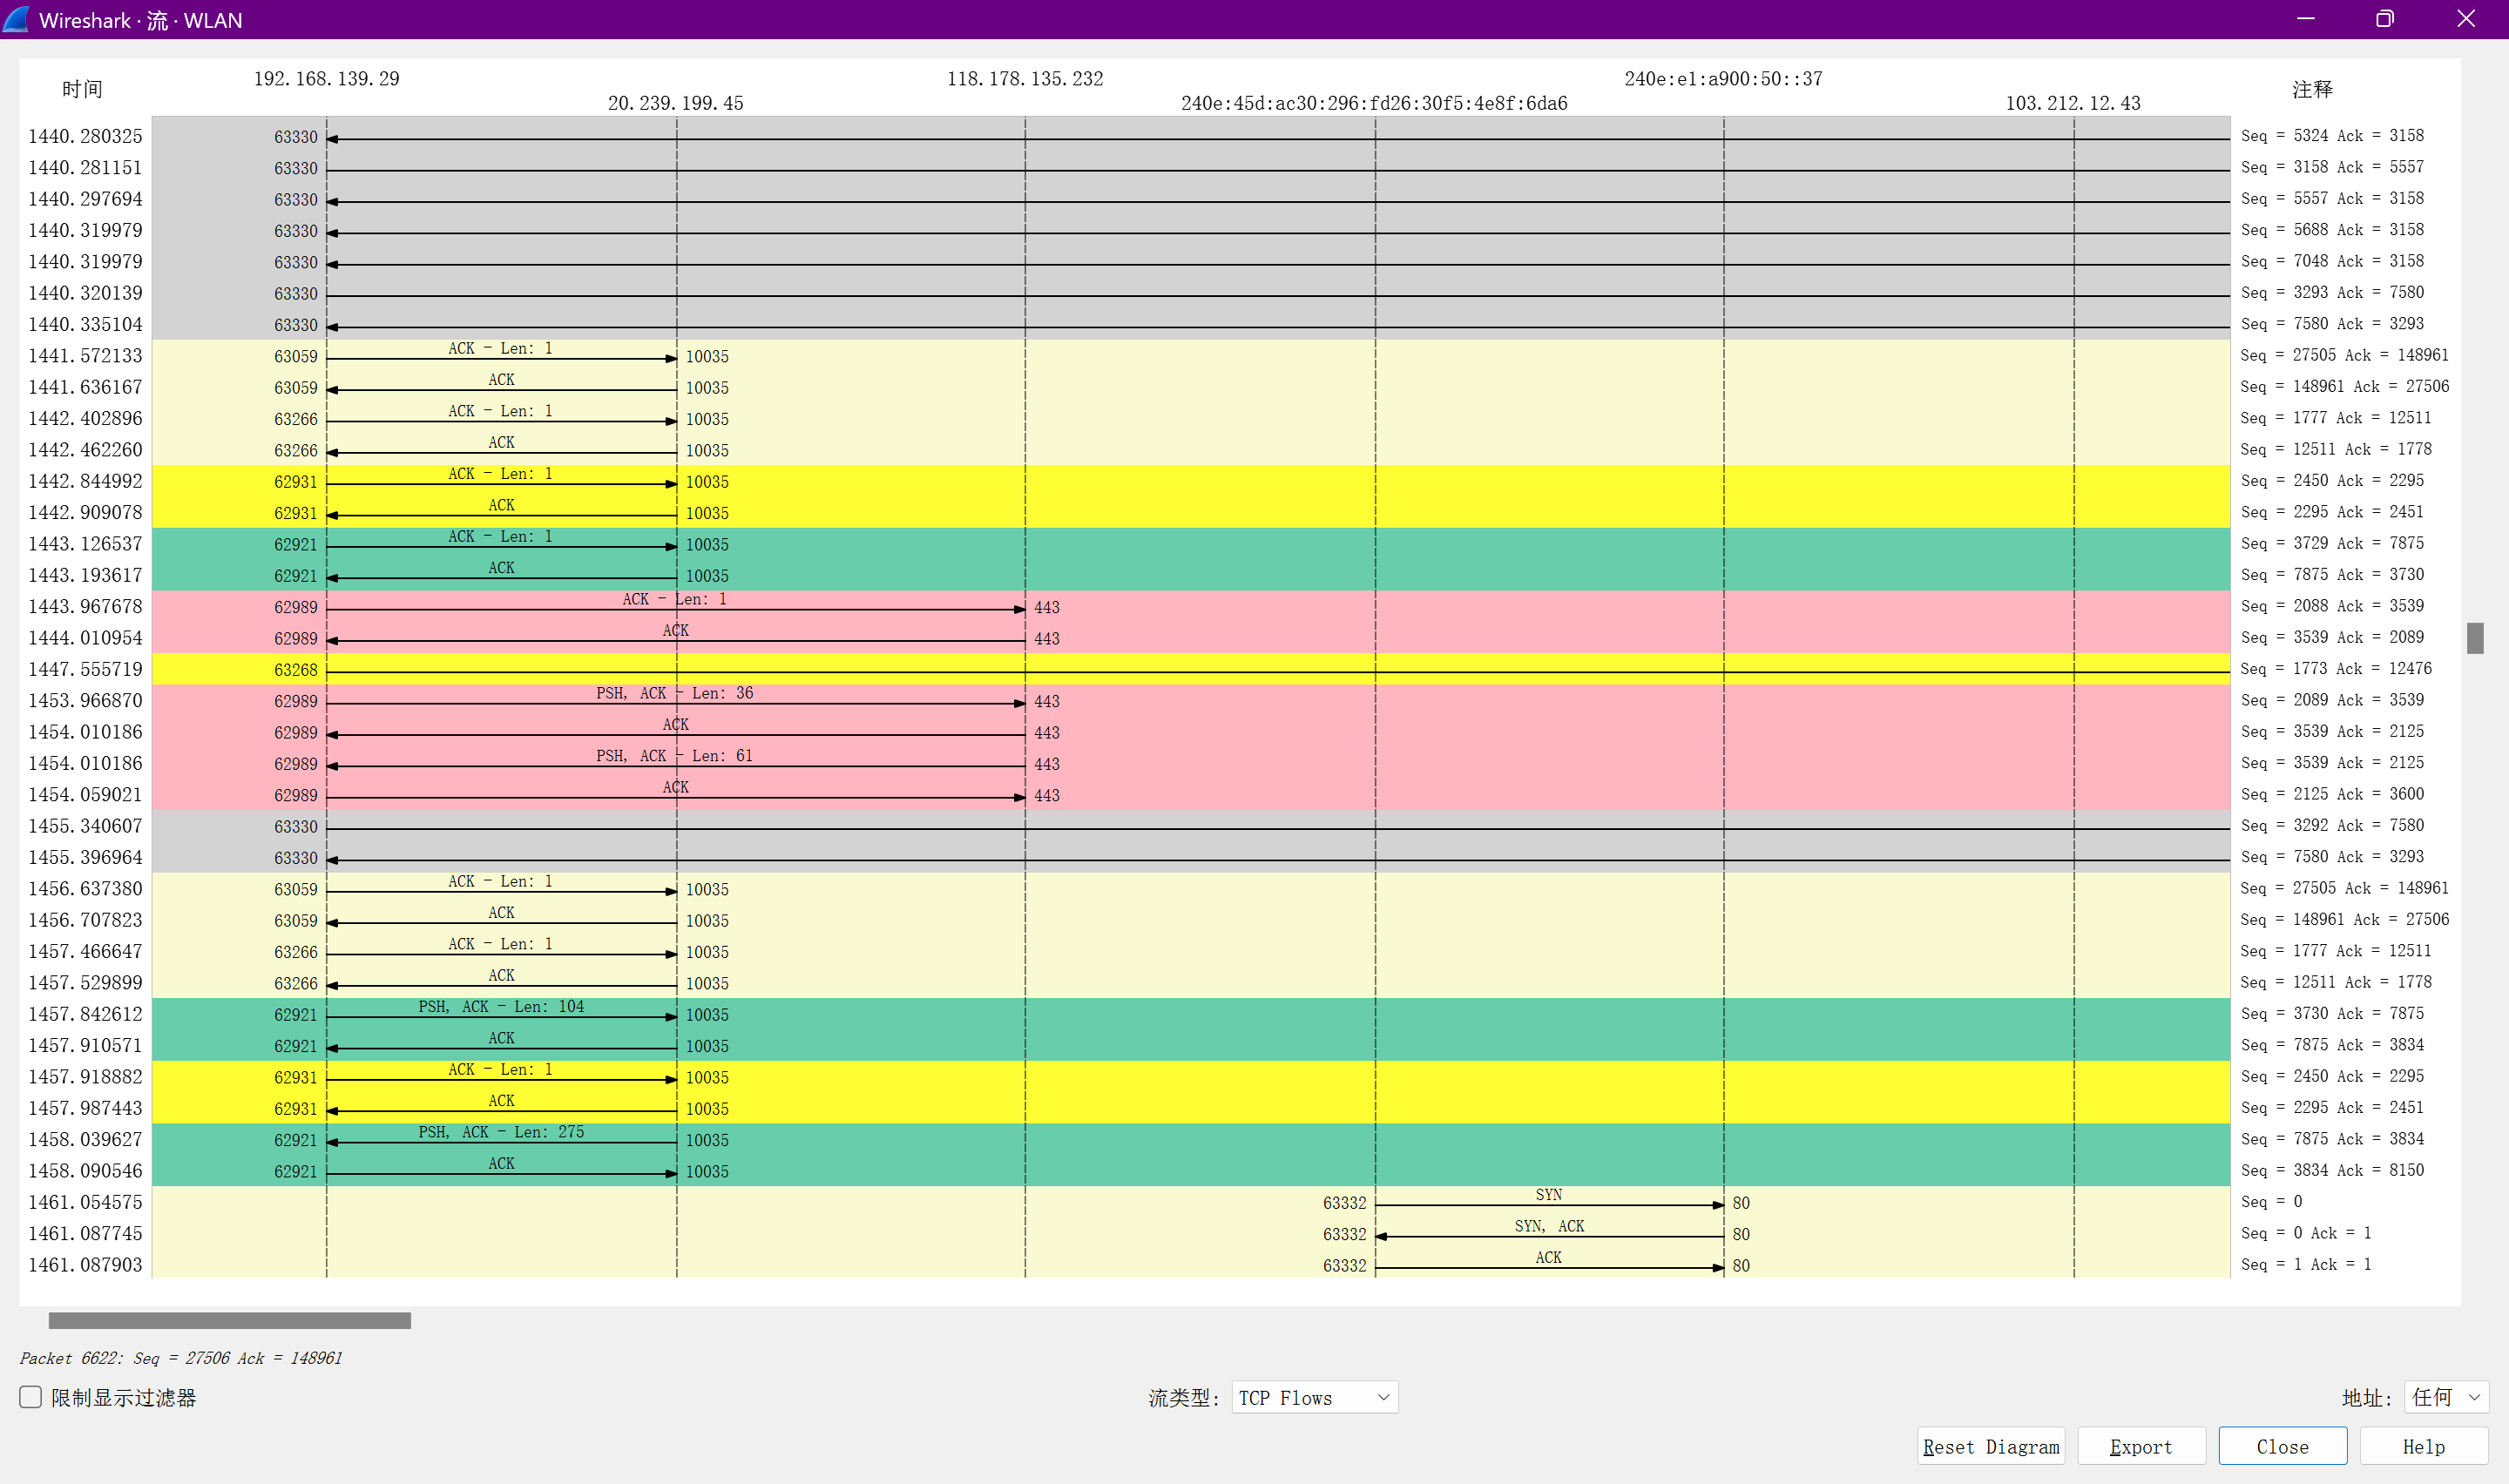 Wireshark · 流 · WLAN
时间 192.168.139.29 118.178.135.232 240e:e1:a900:50::37 注释
20.239.199.45 240e:45d:ac30:296:fd26:30f5:4e8f:6da6 103.212.12.43
1440.280325 63330 Seq = 5324 Ack = 3158
1440.281151 63330 Seq = 3158 Ack = 5557
1440.297694 63330 Seq = 5557 Ack = 3158
1440.319979 63330 Seq = 5688 Ack = 3158
1440.319979 63330 Seq = 7048 Ack = 3158
1440.320139 63330 Seq = 3293 Ack = 7580
1440.335104 63330 Seq = 7580 Ack = 3293
1441.572133 63059 ACK - Len: 1 10035 Seq = 27505 Ack = 148961
1441.636167 63059 ACK 10035 Seq = 148961 Ack = 27506
1442.402896 63266 ACK - Len: 1 10035 Seq = 1777 Ack = 12511
1442.462260 63266 ACK 10035 Seq = 12511 Ack = 1778
1442.844992 62931 ACK - Len: 1 10035 Seq = 2450 Ack = 2295
1442.909078 62931 ACK 10035 Seq = 2295 Ack = 2451
1443.126537 62921 ACK - Len: 1 10035 Seq = 3729 Ack = 7875
1443.193617 62921 ACK 10035 Seq = 7875 Ack = 3730
1443.967678 62989 ACK - Len: 1 443 Seq = 2088 Ack = 3539
1444.010954 62989 ACK 443 Seq = 3539 Ack = 2089
1447.555719 63268 Seq = 1773 Ack = 12476
1453.966870 62989 PSH, ACK - Len: 36 443 Seq = 2089 Ack = 3539
1454.010186 62989 ACK 443 Seq = 3539 Ack = 2125
1454.010186 62989 PSH, ACK - Len: 61 443 Seq = 3539 Ack = 2125
1454.059021 62989 ACK 443 Seq = 2125 Ack = 3600
1455.340607 63330 Seq = 3292 Ack = 7580
1455.396964 63330 Seq = 7580 Ack = 3293
1456.637380 63059 ACK - Len: 1 10035 Seq = 27505 Ack = 148961
1456.707823 63059 ACK 10035 Seq = 148961 Ack = 27506
1457.466647 63266 ACK - Len: 1 10035 Seq = 1777 Ack = 12511
1457.529899 63266 ACK 10035 Seq = 12511 Ack = 1778
1457.842612 62921 PSH, ACK - Len: 104 10035 Seq = 3730 Ack = 7875
1457.910571 62921 ACK 10035 Seq = 7875 Ack = 3834
1457.918882 62931 ACK - Len: 1 10035 Seq = 2450 Ack = 2295
1457.987443 62931 ACK 10035 Seq = 2295 Ack = 2451
1458.039627 62921 PSH, ACK - Len: 275 10035 Seq = 7875 Ack = 3834
1458.090546 62921 ACK 10035 Seq = 3834 Ack = 8150
1461.054575 63332 SYN 80 Seq = 0
1461.087745 63332 SYN, ACK 80 Seq = 0 Ack = 1
1461.087903 63332 ACK 80 Seq = 1 Ack = 1
Packet 6622: Seq = 27506 Ack = 148961
限制显示过滤器 流类型: TCP Flows 地址: 任何
Reset Diagram Export Close Help